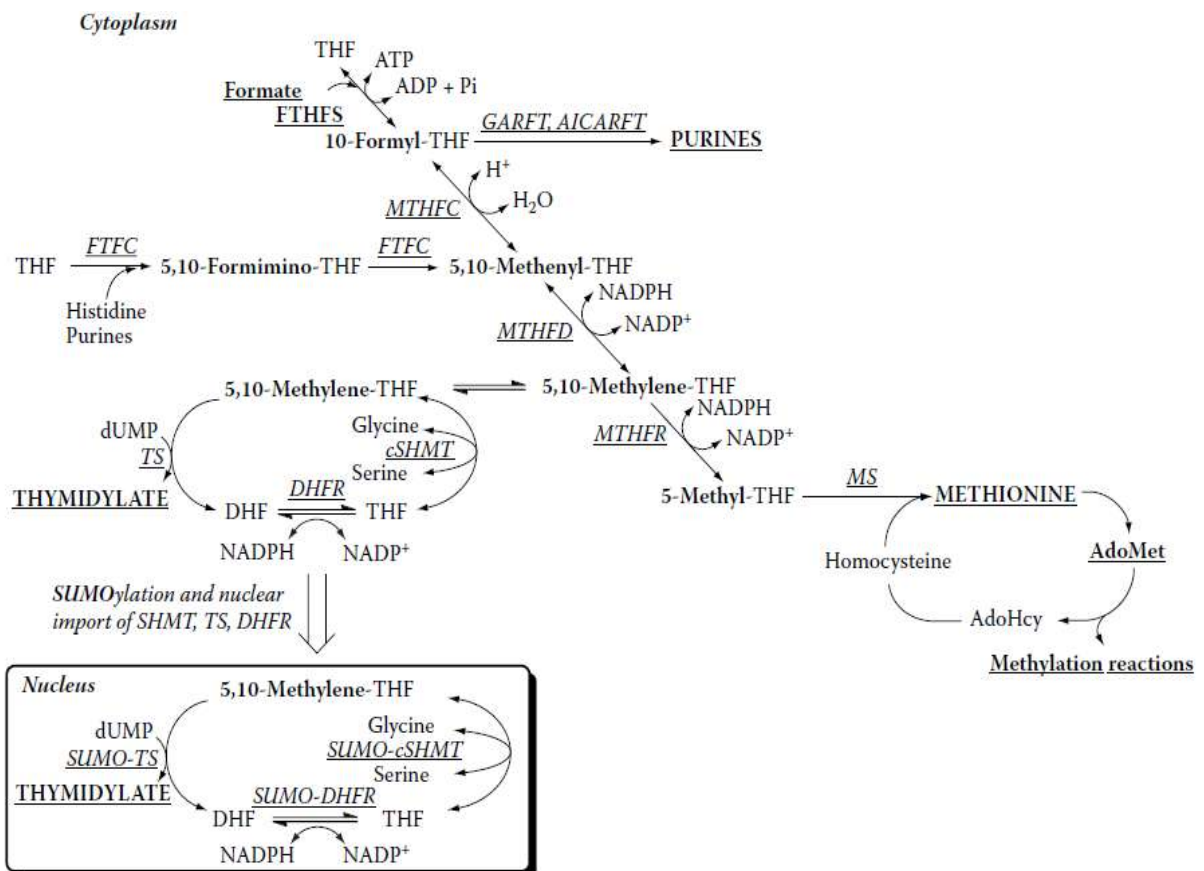 Cytoplasm
THF
ATP
ADP + Pi
Formate
FTHFS
10-Formyl-THF
GARFT, AICARFT
PURINES
H+
H2O
MTHFC
THF
FTFC
5,10-Formimino-THF
FTFC
5,10-Methenyl-THF
Histidine
Purines
NADPH
NADP+
MTHFD
5,10-Methylene-THF
5,10-Methylene-THF
NADPH
NADP+
MTHFR
dUMP
TS
THYMIDYLATE
Glycine
cSHMT
Serine
DHFR
DHF
THF
NADPH
NADP+
5-Methyl-THF
MS
METHIONINE
Homocysteine
AdoMet
AdoHcy
Methylation reactions
SUMOylation and nuclear
import of SHMT, TS, DHFR
Nucleus
5,10-Methylene-THF
dUMP
SUMO-TS
THYMIDYLATE
Glycine
SUMO-cSHMT
Serine
SUMO-DHFR
DHF
THF
NADPH
NADP+